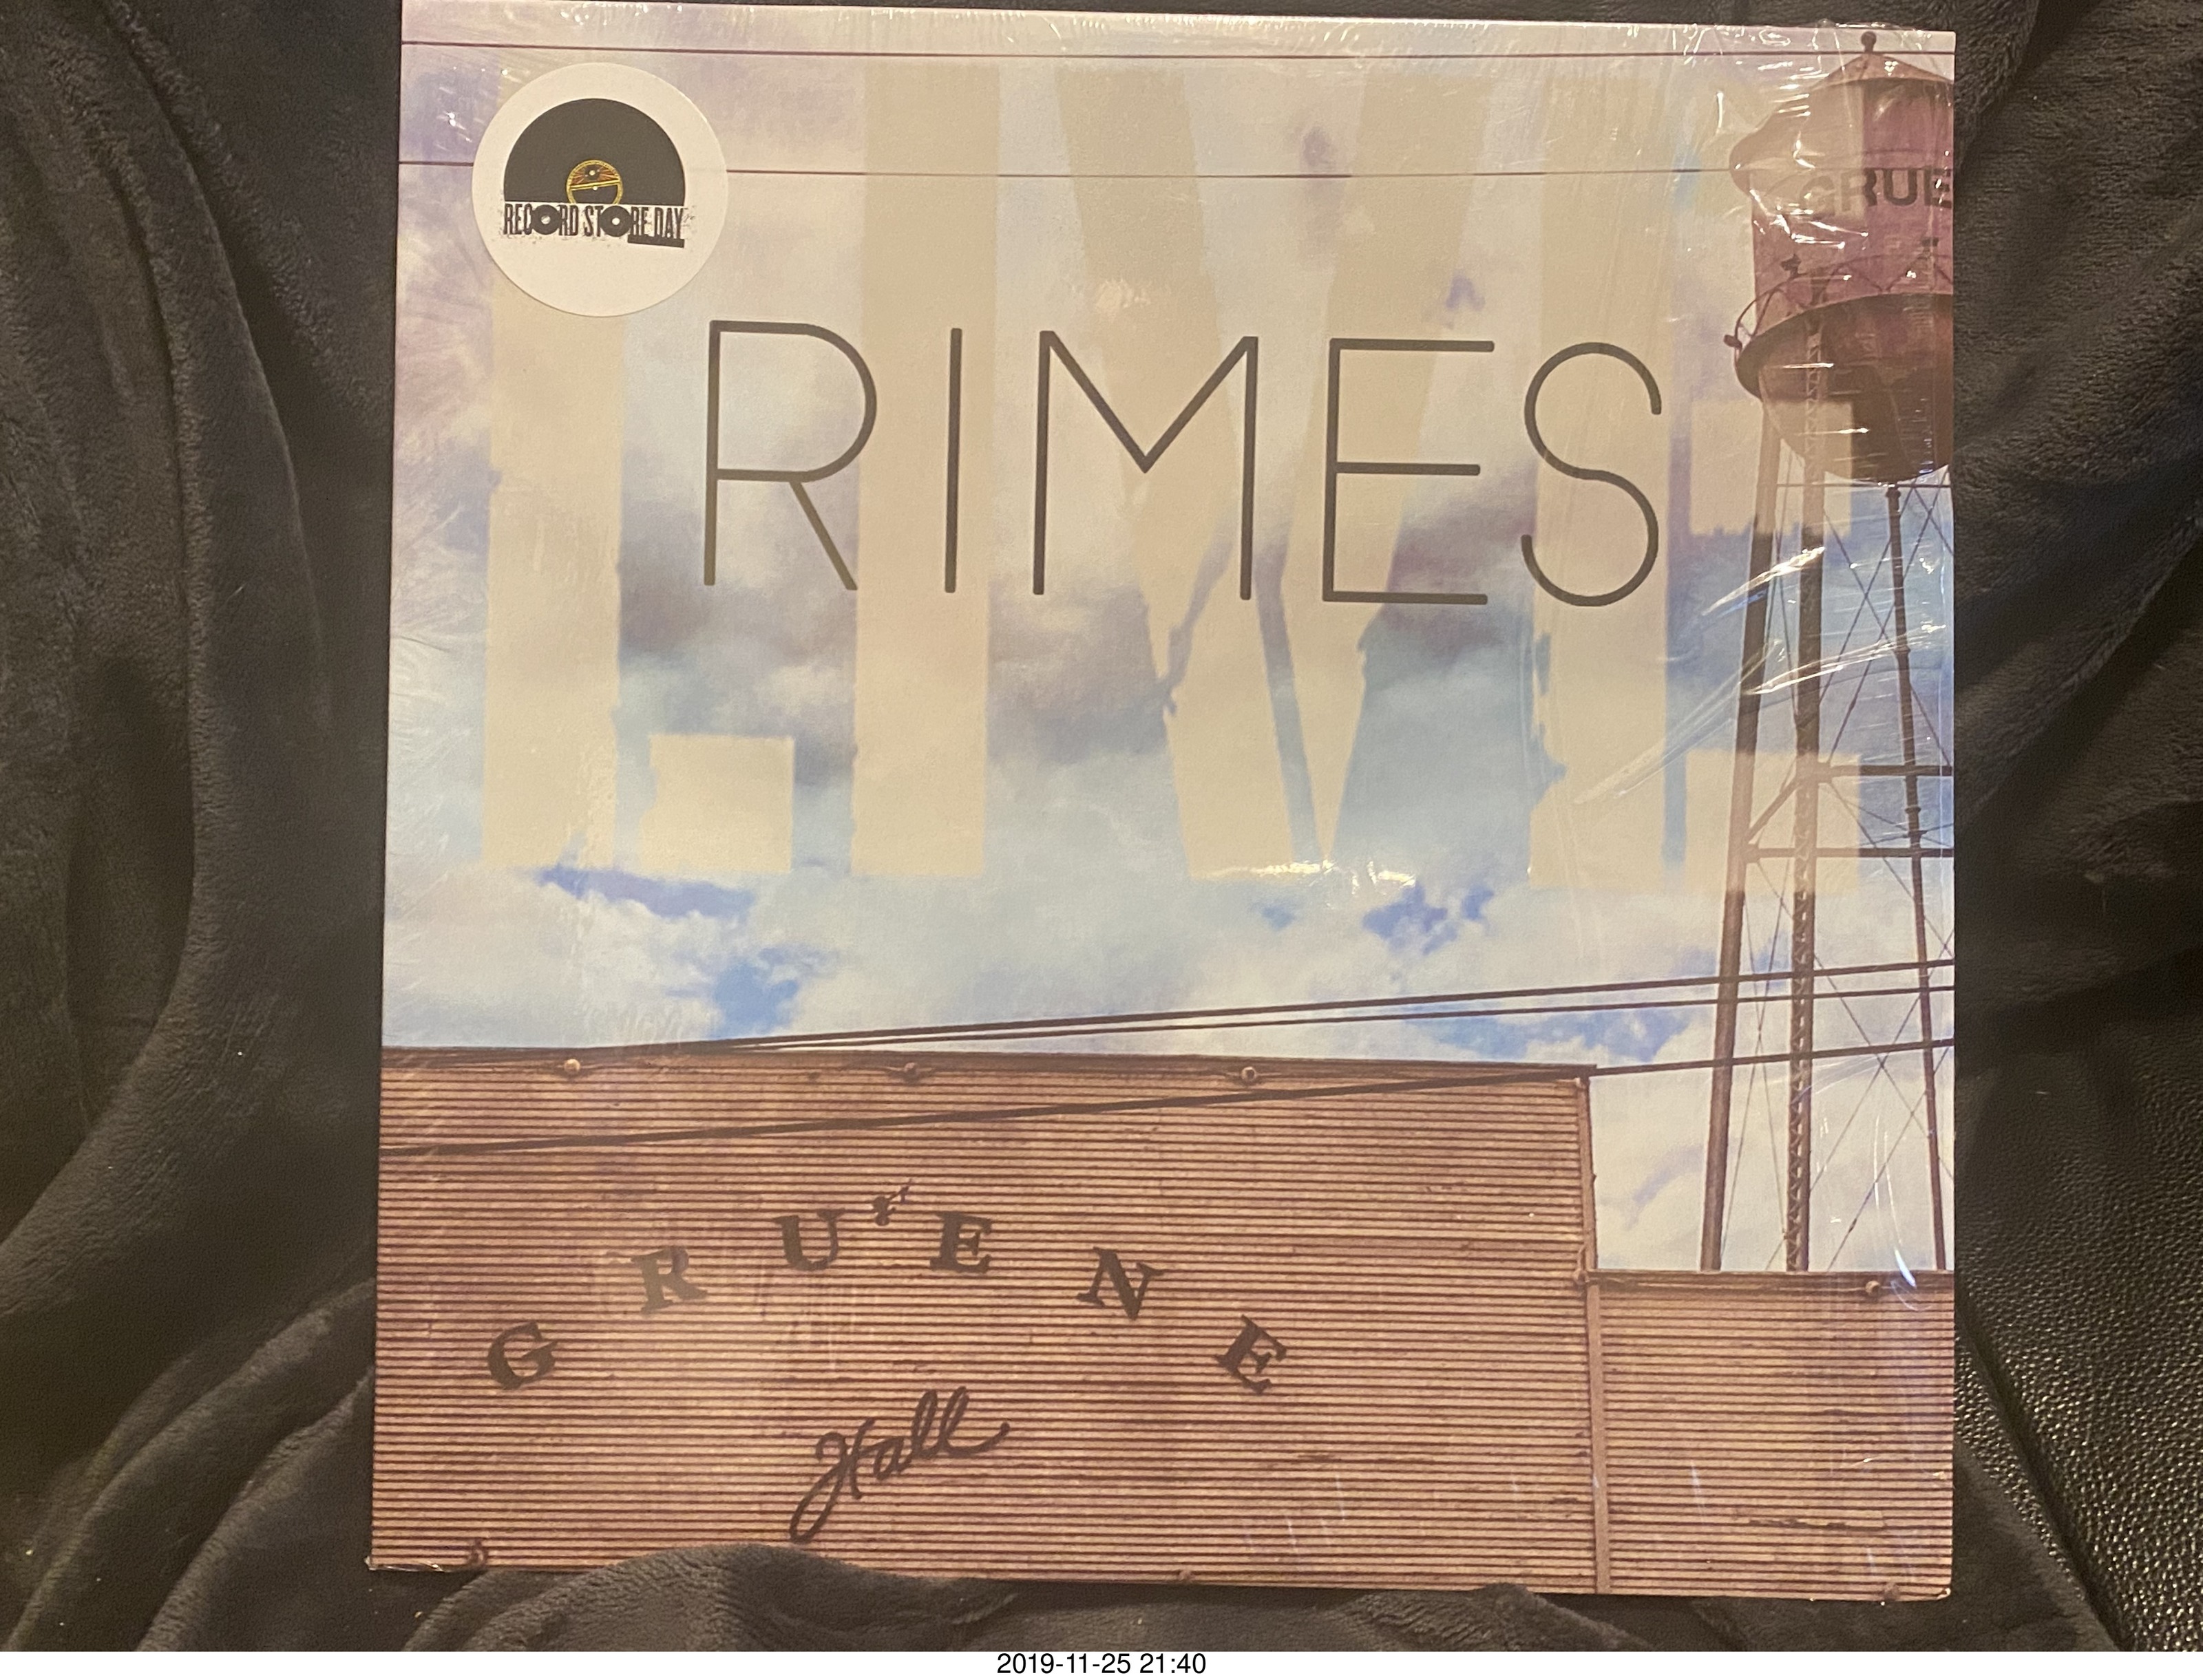 RECORD STORE DAY
GRUE
RIMES
LIVE
GRUENE
Hall
2019-11-25 21:40